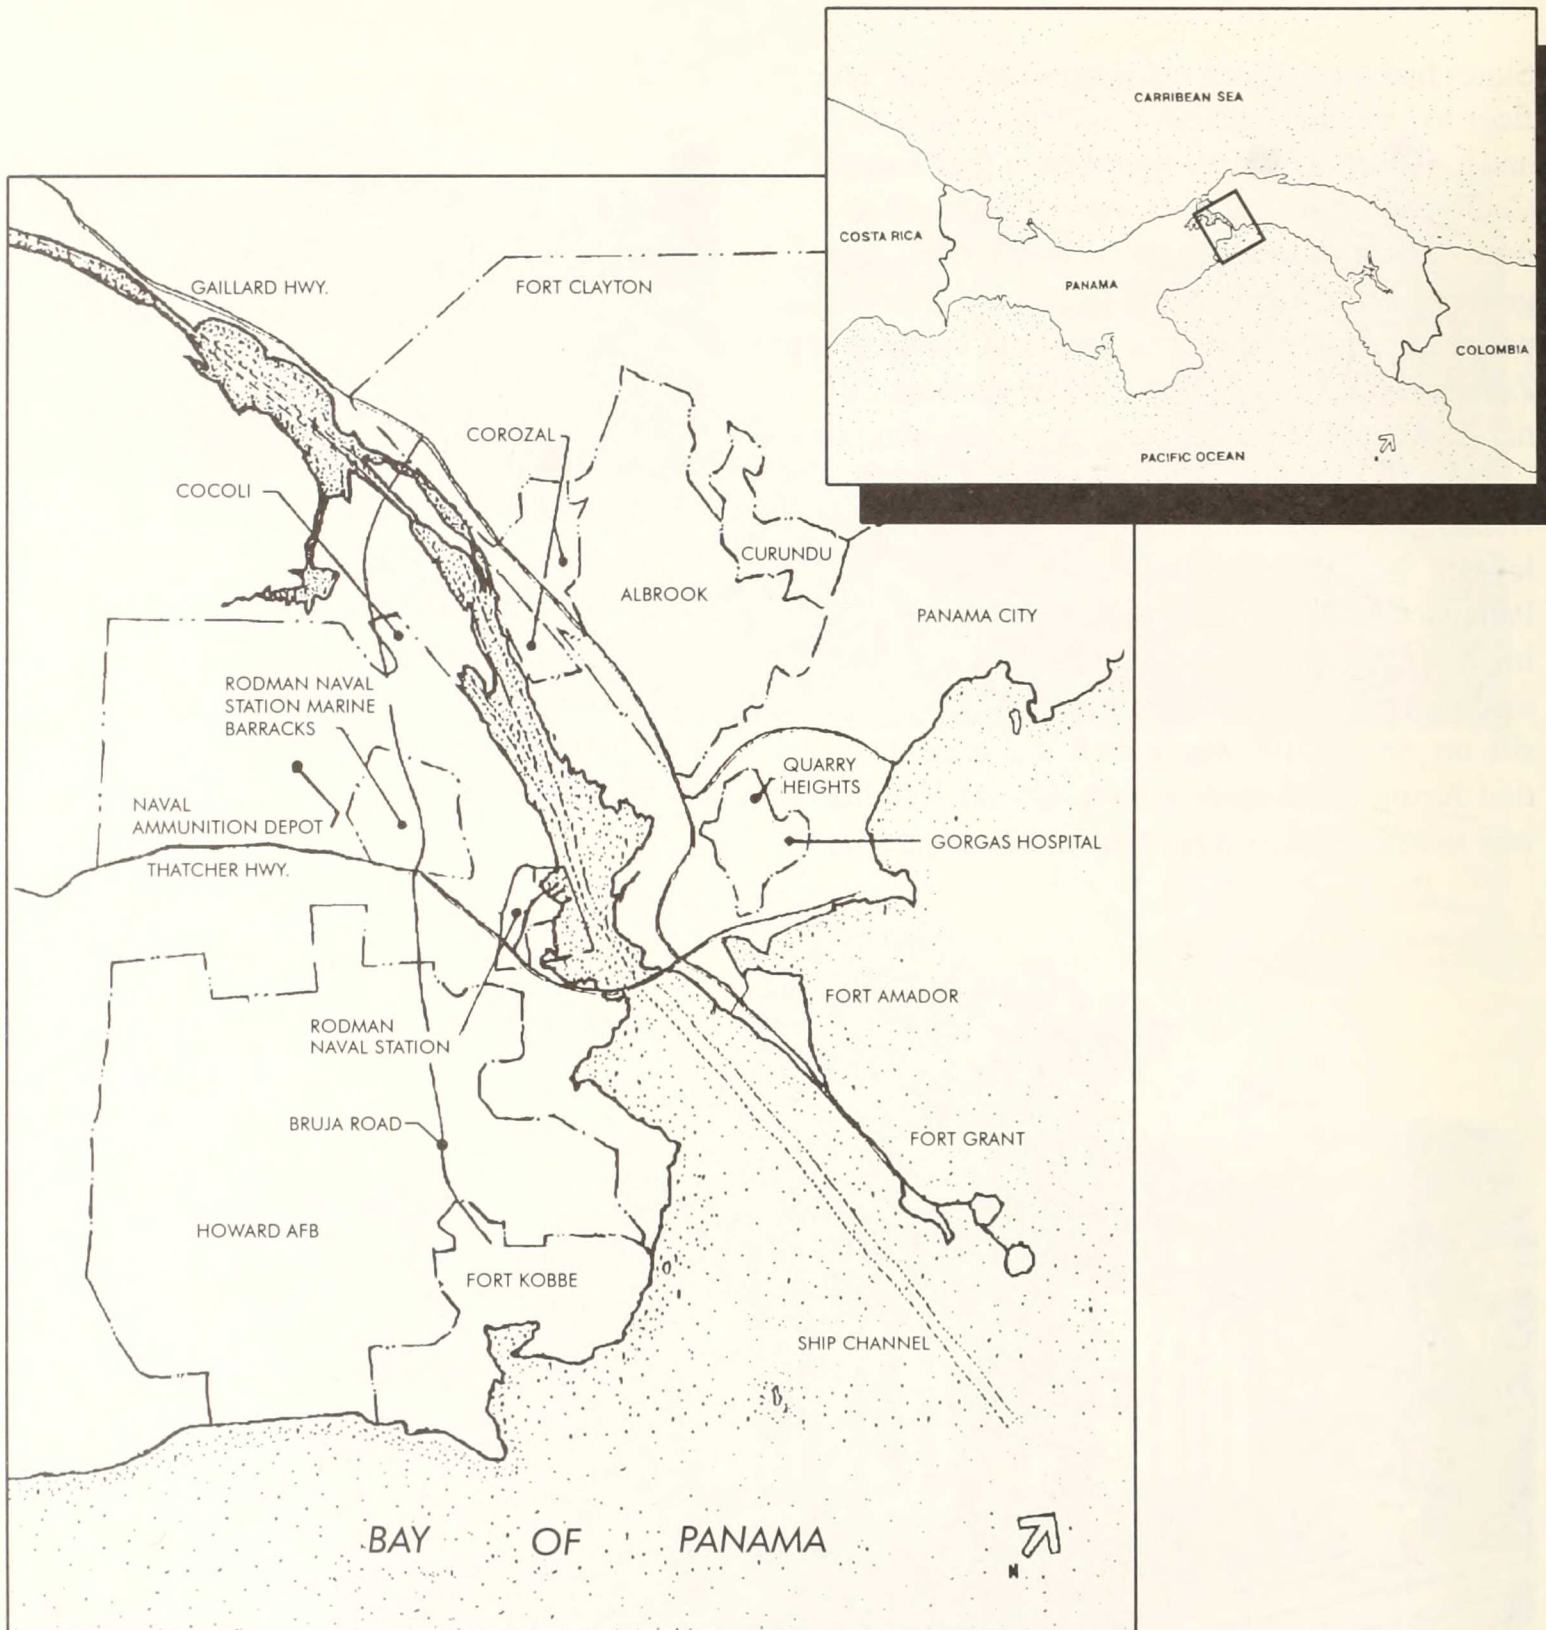 CARRIBEAN SEA
COSTA RICA
PANAMA
COLOMBIA
PACIFIC OCEAN
GAILLARD HWY.
FORT CLAYTON
COROZAL
COCOLI
CURUNDU
ALBROOK
PANAMA CITY
RODMAN NAVAL
STATION MARINE
BARRACKS
QUARRY
HEIGHTS
NAVAL
AMMUNITION DEPOT
GORGAS HOSPITAL
THATCHER HWY.
FORT AMADOR
RODMAN
NAVAL STATION
BRUJA ROAD
FORT GRANT
HOWARD AFB
FORT KOBBE
SHIP CHANNEL
BAY OF PANAMA
N